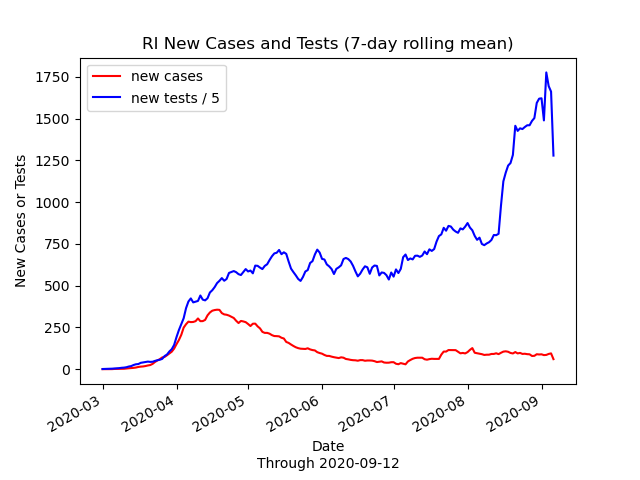 RI New Cases and Tests (7-day rolling mean)
new cases
new tests / 5
New Cases or Tests
1750
1500
1250
1000
750
500
250
0
2020-03
2020-04
2020-05
2020-06
2020-07
2020-08
2020-09
Date
Through 2020-09-12